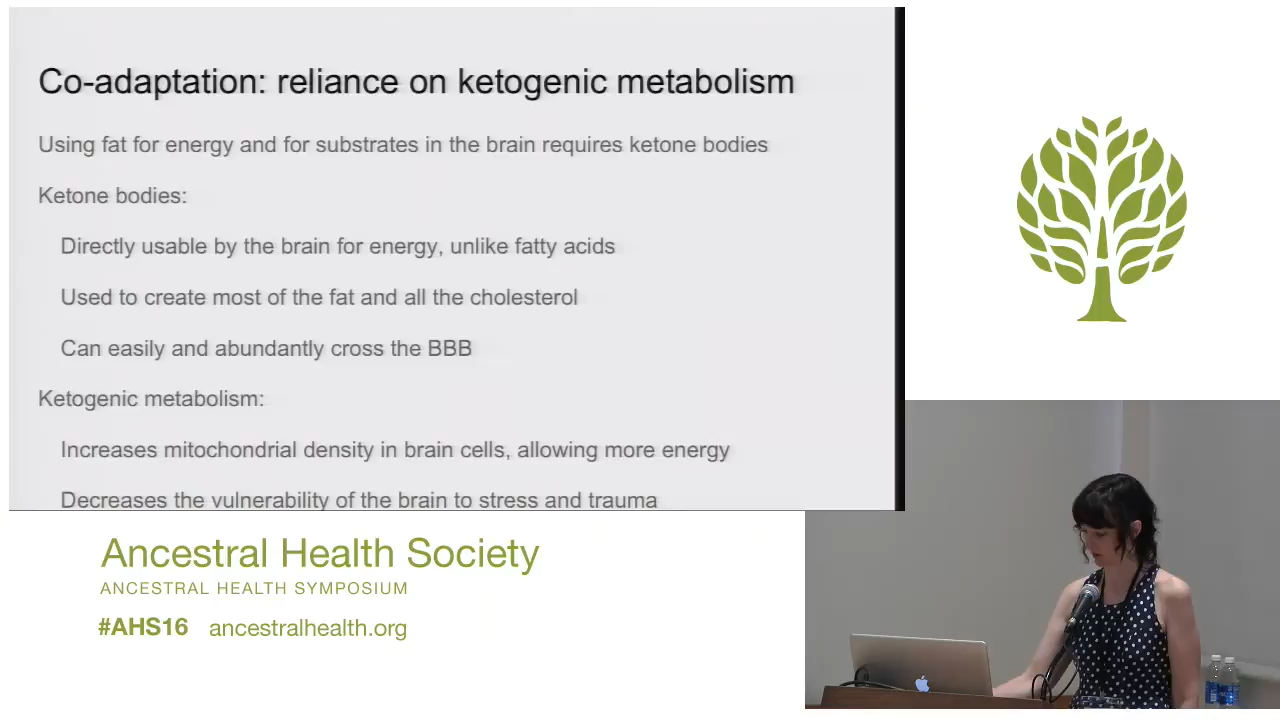 Co-adaptation: reliance on ketogenic metabolism
Using fat for energy and for substrates in the brain requires ketone bodies
Ketone bodies:
Directly usable by the brain for energy, unlike fatty acids
Used to create most of the fat and all the cholesterol
Can easily and abundantly cross the BBB
Ketogenic metabolism:
Increases mitochondrial density in brain cells, allowing more energy
Decreases the vulnerability of the brain to stress and trauma
Ancestral Health Society
ANCESTRAL HEALTH SYMPOSIUM
#AHS16 ancestralhealth.org